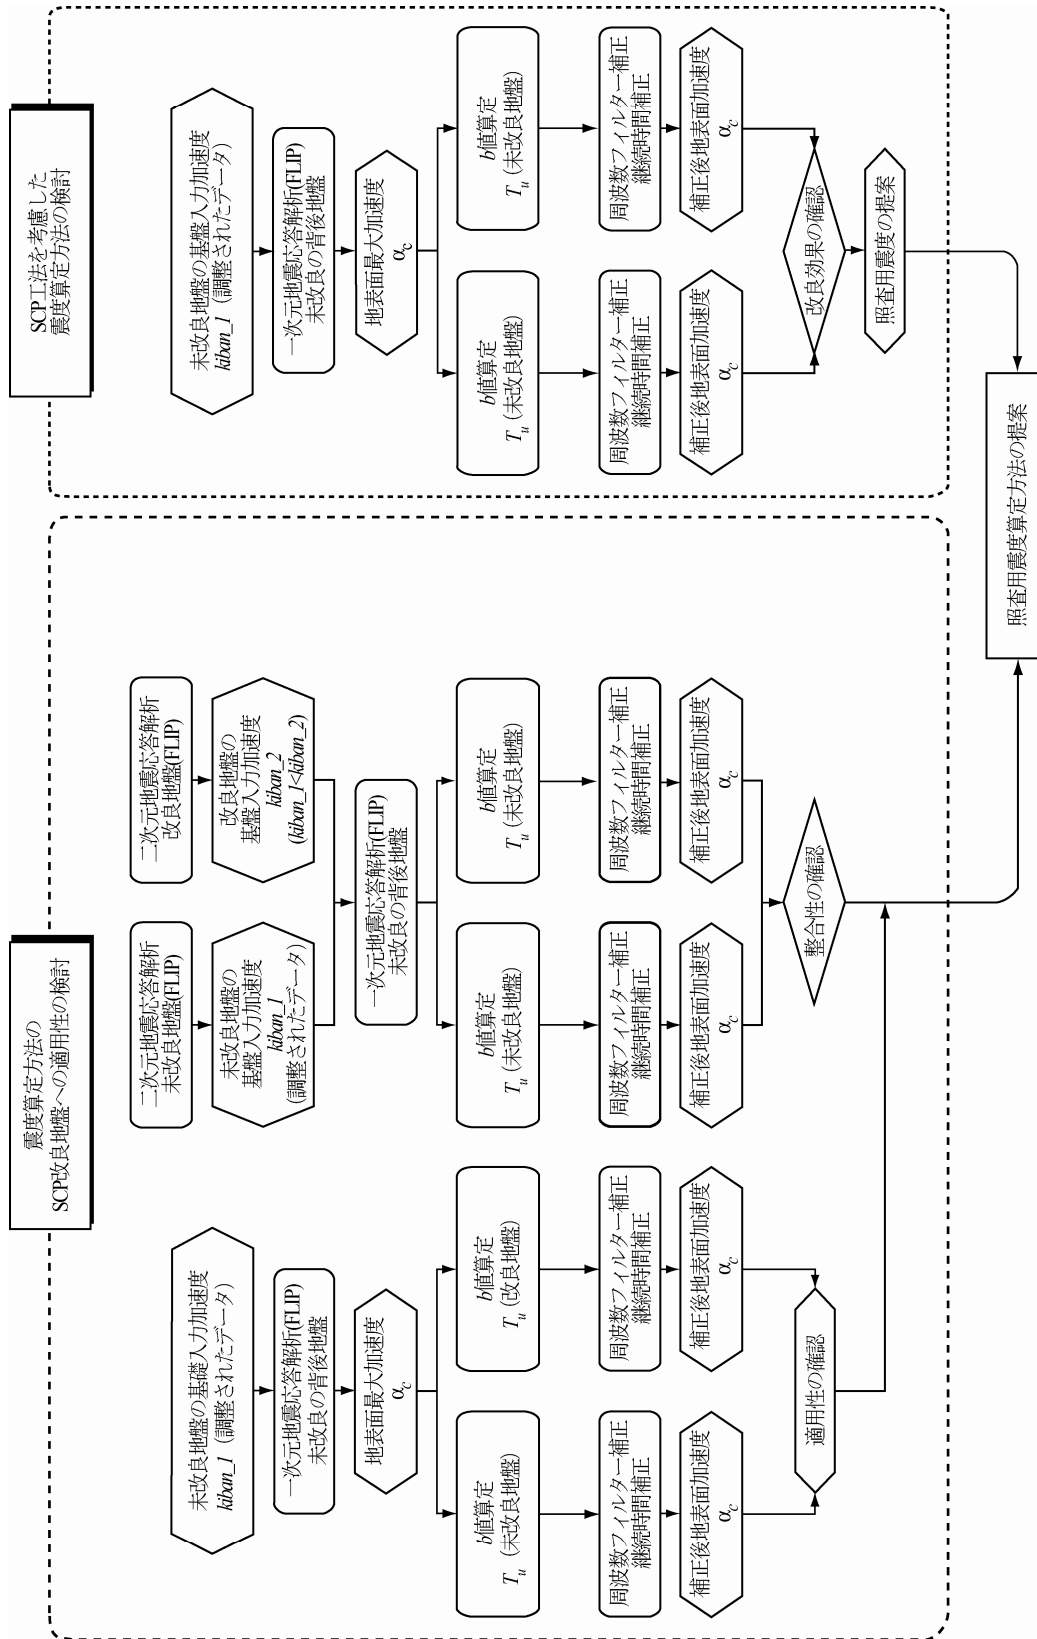 震度算定方法の
SCP改良地盤への適用性の検討
未改良地盤の基礎入力加速度
kiban_1 (調整されたデータ)
一次元地震応答解析(FLIP)
未改良の背後地盤
地表面最大加速度
αc
b値算定
Tu (未改良地盤)
周波数フィルター補正
継続時間補正
補正後地表面加速度
αc
b値算定
Tu (改良地盤)
周波数フィルター補正
継続時間補正
補正後地表面加速度
αc
適用性の確認
二次元地震応答解析
未改良地盤(FLIP)
未改良地盤の
基盤入力加速度
kiban_1
(調整されたデータ)
二次元地震応答解析
改良地盤(FLIP)
改良地盤の
基盤入力加速度
kiban_2
(kiban_1<kiban_2)
一次元地震応答解析(FLIP)
未改良の背後地盤
b値算定
Tu (未改良地盤)
周波数フィルター補正
継続時間補正
補正後地表面加速度
αc
b値算定
Tu (未改良地盤)
周波数フィルター補正
継続時間補正
補正後地表面加速度
αc
整合性の確認
SCP工法を考慮した
震度算定方法の検討
未改良地盤の基盤入力加速度
kiban_1 (調整されたデータ)
一次元地震応答解析(FLIP)
未改良の背後地盤
地表面最大加速度
αc
b値算定
Tu (未改良地盤)
周波数フィルター補正
継続時間補正
補正後地表面加速度
αc
b値算定
Tu (未改良地盤)
周波数フィルター補正
継続時間補正
補正後地表面加速度
αc
改良効果の確認
照査用震度の提案
照査用震度算定方法の提案